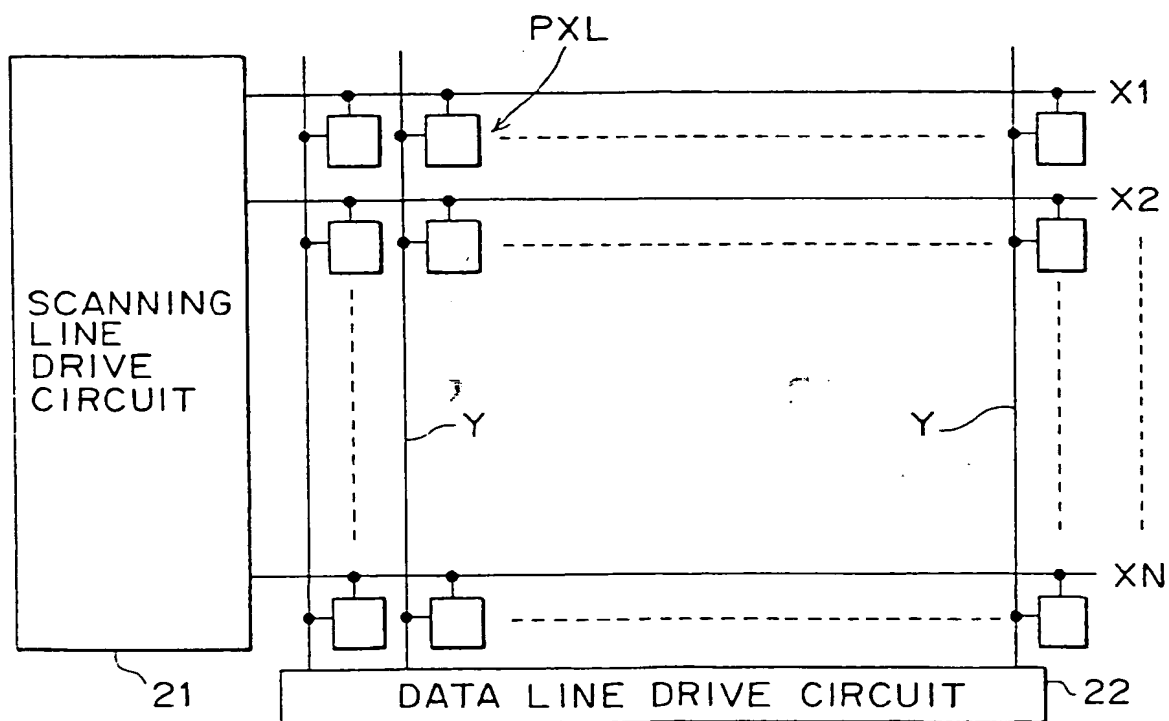 PXL
X1
X2
SCANNING
LINE
DRIVE
CIRCUIT
Y
Y
XN
21
DATA LINE DRIVE CIRCUIT
22